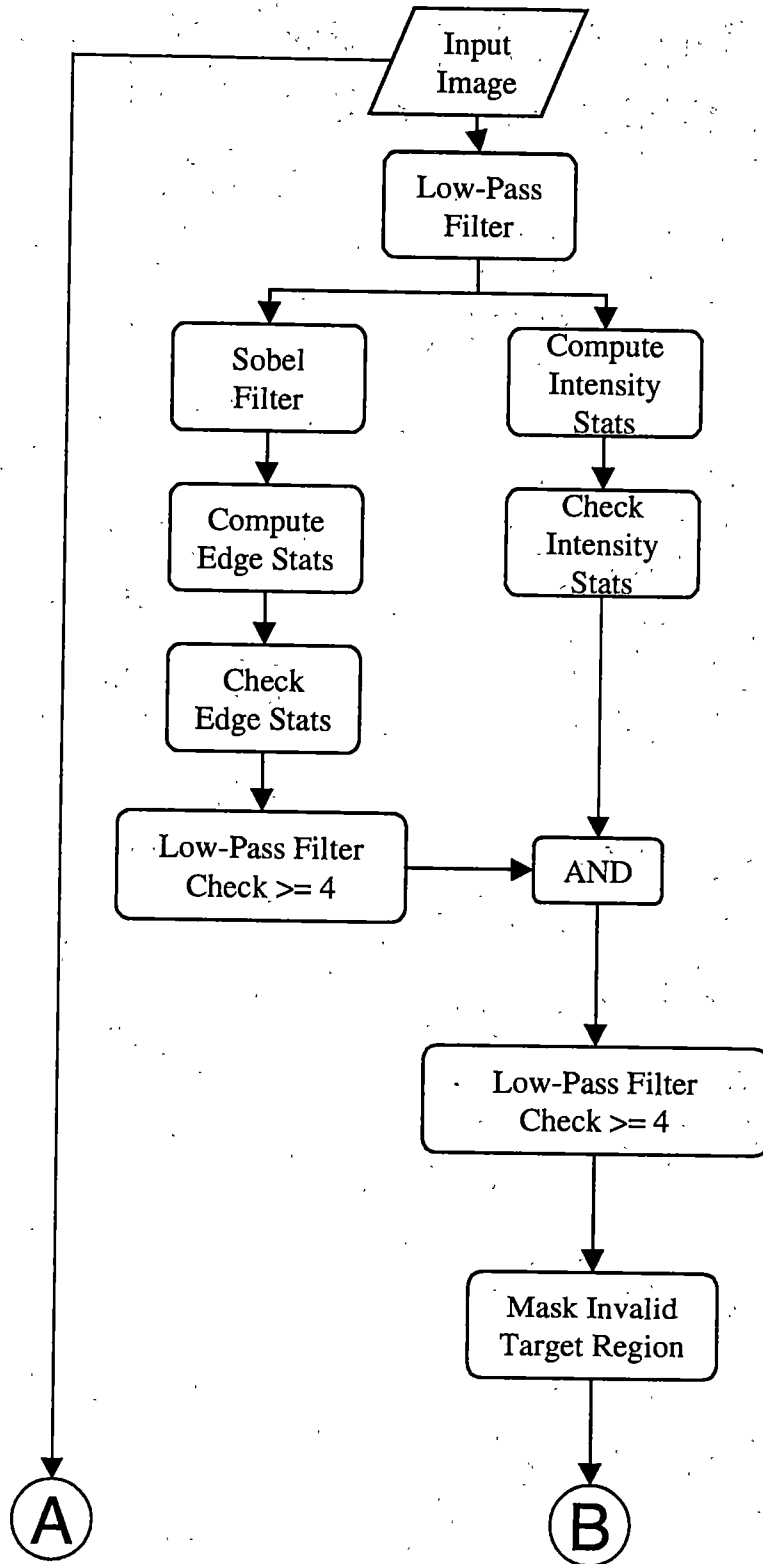 Input
Image
Low-Pass
Filter
Sobel
Filter
Compute
Intensity
Stats
Compute
Edge Stats
Check
Intensity
Stats
Check
Edge Stats
Low-Pass Filter
Check >= 4
AND
Low-Pass Filter
Check >= 4
Mask Invalid
Target Region
A
B